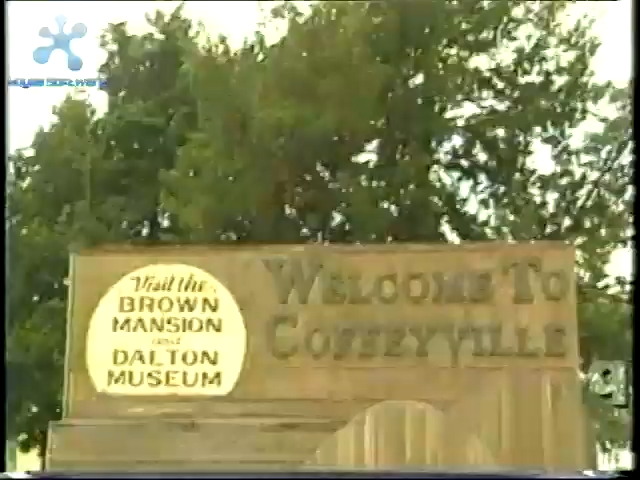 Visit the
BROWN
MANSION
and
DALTON
MUSEUM
WELCOME TO
COFFEYVILLE